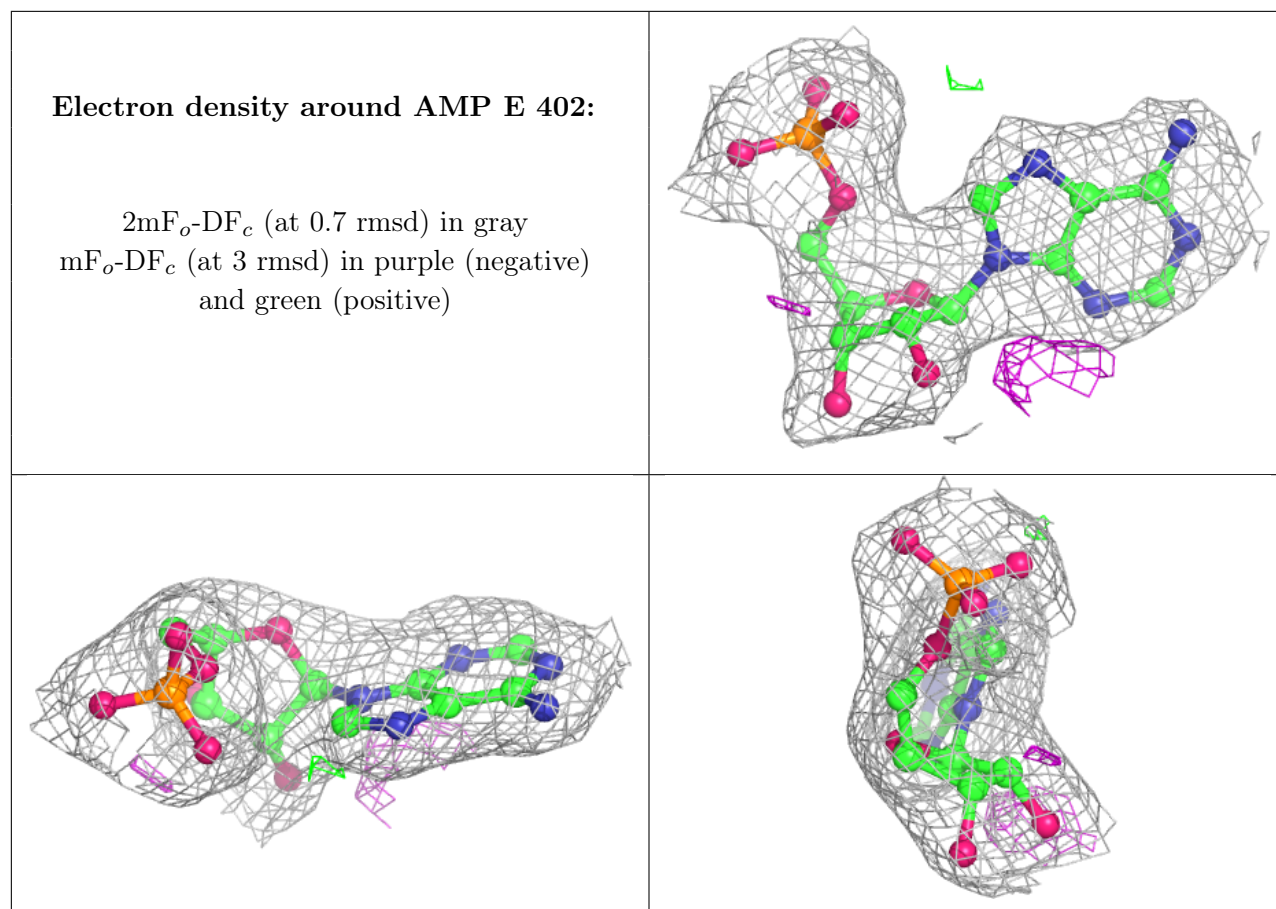 Electron density around AMP E 402:
2mFo-DFc (at 0.7 rmsd) in gray
mFo-DFc (at 3 rmsd) in purple (negative)
and green (positive)